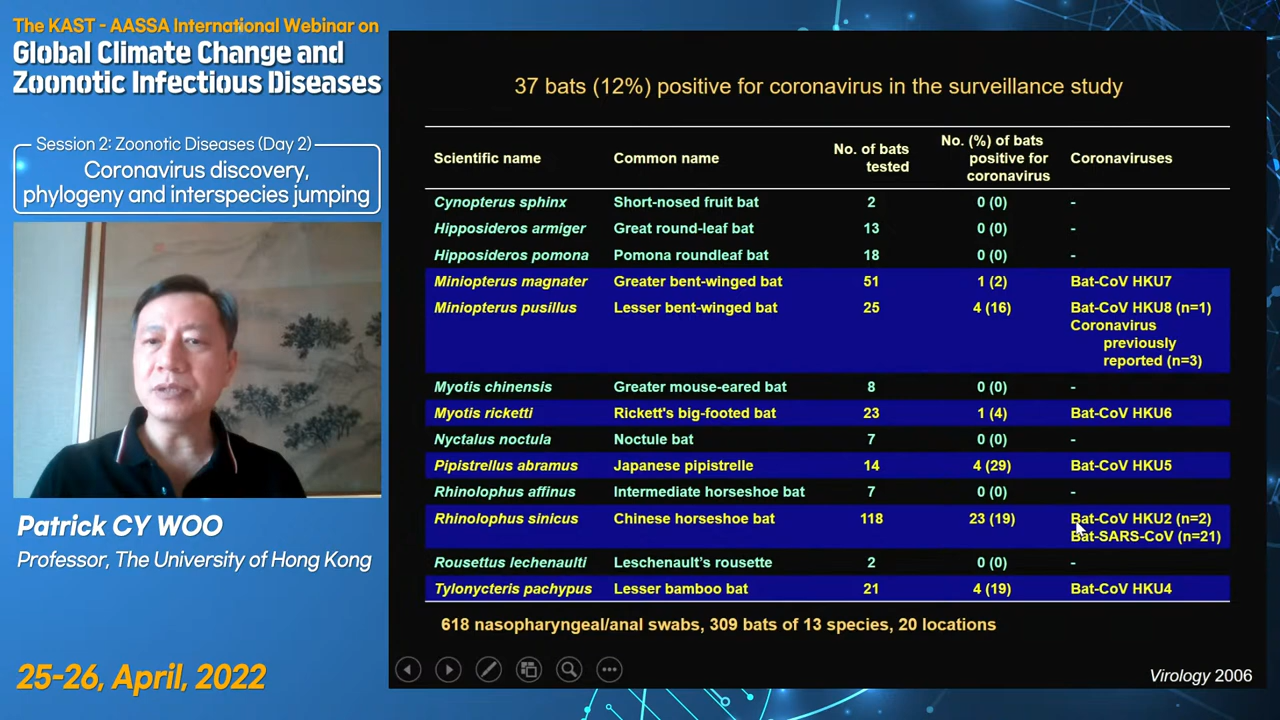 The KAST - AASSA International Webinar on
Global Climate Change and
Zoonotic Infectious Diseases
Session 2: Zoonotic Diseases (Day 2)
Coronavirus discovery,
phylogeny and interspecies jumping
Patrick CY WOO
Professor, The University of Hong Kong
25-26, April, 2022
37 bats (12%) positive for coronavirus in the surveillance study
Scientific name Common name No. of bats tested No. (%) of bats positive for coronavirus Coronaviruses
Cynopterus sphinx Short-nosed fruit bat 2 0 (0) -
Hipposideros armiger Great round-leaf bat 13 0 (0) -
Hipposideros pomona Pomona roundleaf bat 18 0 (0) -
Miniopterus magnater Greater bent-winged bat 51 1 (2) Bat-CoV HKU7
Miniopterus pusillus Lesser bent-winged bat 25 4 (16) Bat-CoV HKU8 (n=1)
Coronavirus
previously
reported (n=3)
Myotis chinensis Greater mouse-eared bat 8 0 (0) -
Myotis ricketti Rickett's big-footed bat 23 1 (4) Bat-CoV HKU6
Nyctalus noctula Noctule bat 7 0 (0) -
Pipistrellus abramus Japanese pipistrelle 14 4 (29) Bat-CoV HKU5
Rhinolophus affinus Intermediate horseshoe bat 7 0 (0) -
Rhinolophus sinicus Chinese horseshoe bat 118 23 (19) Bat-CoV HKU2 (n=2)
Bat-SARS-CoV (n=21)
Rousettus lechenaulti Leschenault's rousette 2 0 (0) -
Tylonycteris pachypus Lesser bamboo bat 21 4 (19) Bat-CoV HKU4
618 nasopharyngeal/anal swabs, 309 bats of 13 species, 20 locations
Virology 2006